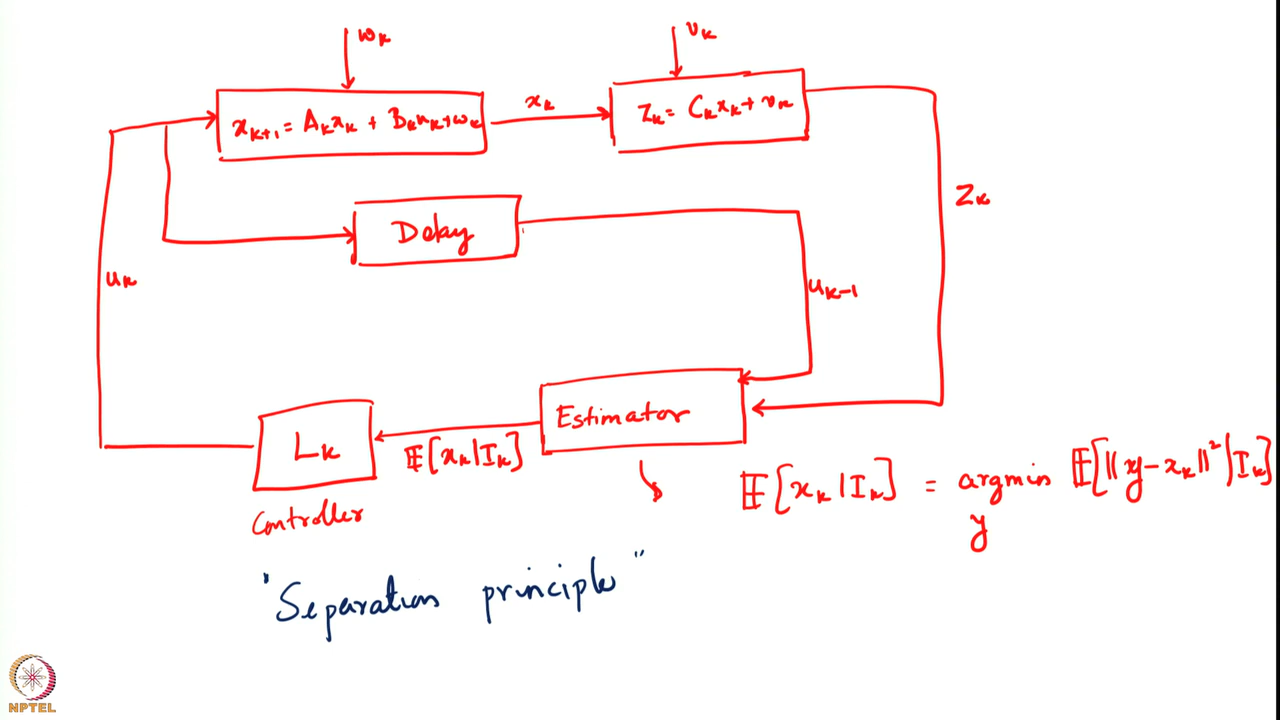 w_k
v_k
x_{k+1} = A_k x_k + B_k u_k + w_k
x_k
Z_k = C_k x_k + v_k
Z_k
Delay
u_k
u_{k-1}
Estimator
L_k
𝔼[x_k | I_k]
Controller
𝔼[x_k | I_k] = argmin 𝔼[||y - x_k||² | I_k]
y
"Separation principle"
NPTEL